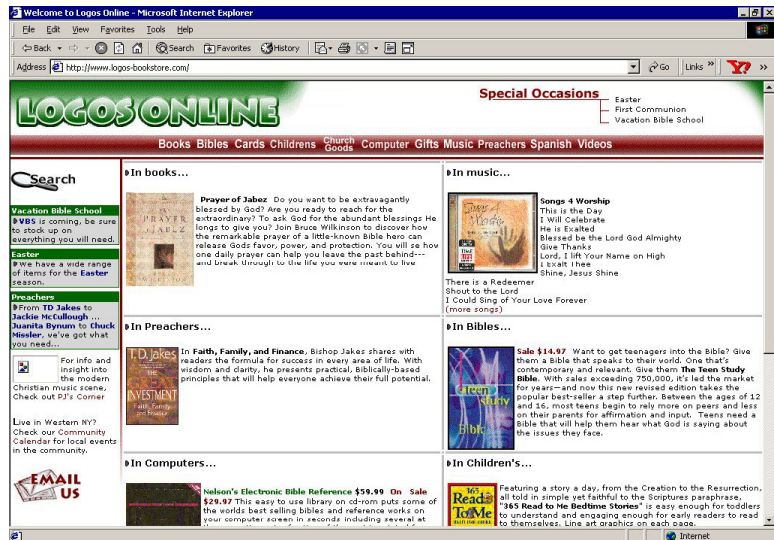 Welcome to Logos Online - Microsoft Internet Explorer
File Edit View Favorites Tools Help
Back Search Favorites History
Address http://www.logos-bookstore.com/ Go Links »
LOGOS ONLINE
Special Occasions
Easter
First Communion
Vacation Bible School
Books Bibles Cards Childrens Church Goods Computer Gifts Music Preachers Spanish Videos
Search
Vacation Bible School
VBS is coming, be sure
to stock up on
everything you will need.
Easter
We have a wide range
of items for the Easter
season.
Preachers
From TD Jakes to
Jackie McCullough ...
Juanita Bynum to Chuck
Missler, we've got what
you need...
For info and
insight into
the modern
Christian music scene,
Check out PJ's Corner
Live in Western NY?
Check our Community
Calendar for local events
in the community.
EMAIL
US
In books...
PRAYER
JABEZ
WILKINSON
Prayer of Jabez Do you want to be extravagantly
blessed by God? Are you ready to reach for the
extraordinary? To ask God for the abundant blessings He
longs to give you? Join Bruce Wilkinson to discover how
the remarkable prayer of a little-known Bible hero can
release Gods favor, power, and protection. You will se how
one daily prayer can help you leave the past behind---
and break through to the life you were meant to live
In music...
Songs 4 Worship
This is the Day
I Will Celebrate
He is Exalted
Blessed be the Lord God Almighty
Give Thanks
Lord, I lift Your Name on High
I Exalt Thee
Shine, Jesus Shine
There is a Redeemer
Shout to the Lord
I Could Sing of Your Love Forever
(more songs)
In Preachers...
T.D. Jakes
THE
INVESTMENT
Faith, Family
and Finance
In Faith, Family, and Finance, Bishop Jakes shares with
readers the formula for success in every area of life. With
wisdom and clarity, he presents practical, Biblically-based
principles that will help everyone achieve their full potential.
In Bibles...
teen
study
Bible
Sale $14.97 Want to get teenagers into the Bible? Give
them a Bible that speaks to their world. One that's
contemporary and relevant. Give them The Teen Study
Bible. With sales exceeding 750,000, it's led the market
for years—and now this new revised edition takes the
popular best-seller a step further. Between the ages of 12
and 16, most teens begin to rely more on peers and less
on their parents for affirmation and input. Teens need a
Bible that will help them hear what God is saying about
the issues they face.
In Computers...
Nelson's Electronic Bible Reference $59.99 On Sale
$29.97 This easy to use library on cd-rom puts some of
the worlds best selling bibles and reference works on
your computer screen in seconds including several at
In Children's...
365
Read
To Me
Featuring a story a day, from the Creation to the Resurrection,
all told in simple yet faithful to the Scriptures paraphrase,
"365 Read to Me Bedtime Stories" is easy enough for toddlers
to understand and engaging enough for early readers to read
to themselves. Line art graphics on each page.
Internet